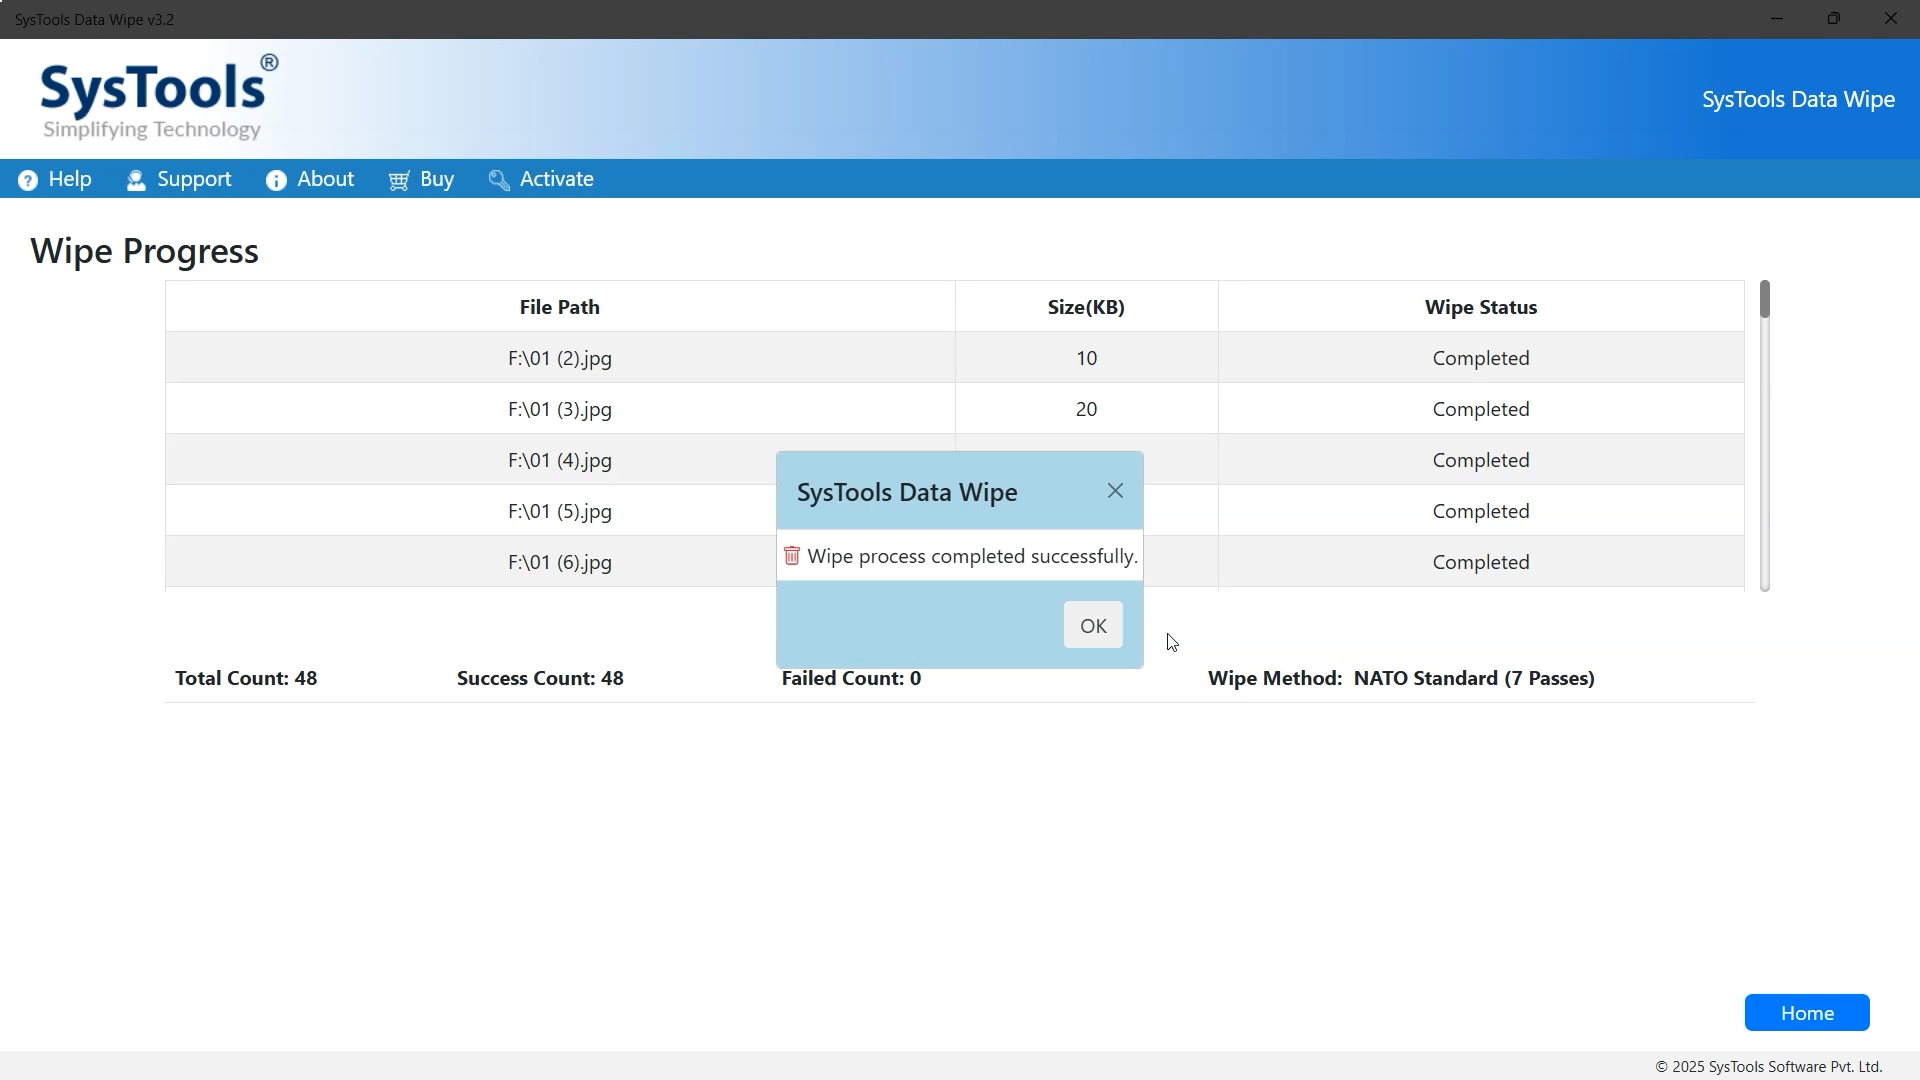 SysTools Data Wipe v3.2
SysTools®
Simplifying Technology
SysTools Data Wipe
Help Support About Buy Activate
Wipe Progress
File Path Size(KB) Wipe Status
F:\01 (2).jpg 10 Completed
F:\01 (3).jpg 20 Completed
F:\01 (4).jpg Completed
F:\01 (5).jpg Completed
F:\01 (6).jpg Completed
SysTools Data Wipe
Wipe process completed successfully.
OK
Total Count: 48 Success Count: 48 Failed Count: 0 Wipe Method: NATO Standard (7 Passes)
Home
© 2025 SysTools Software Pvt. Ltd.